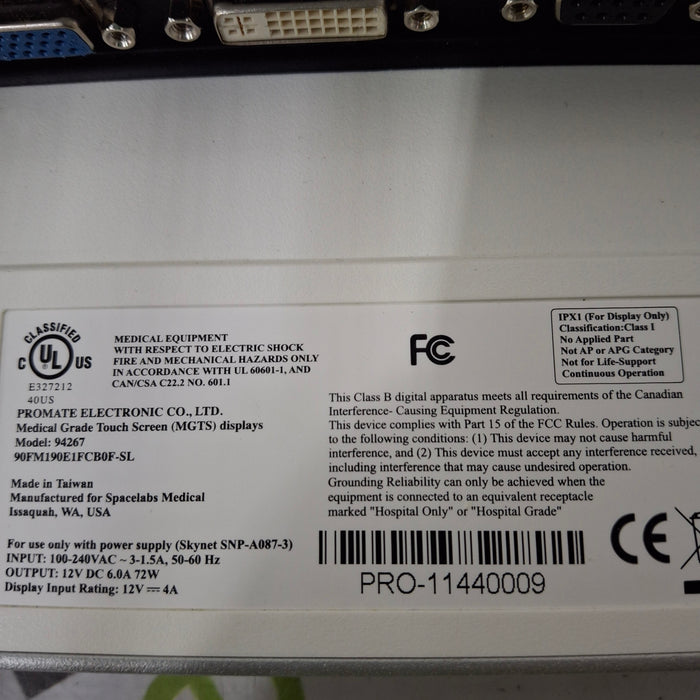 CLASSIFIED
C UL US
E327212
40US
MEDICAL EQUIPMENT
WITH RESPECT TO ELECTRIC SHOCK
FIRE AND MECHANICAL HAZARDS ONLY
IN ACCORDANCE WITH UL 60601-1, AND
CAN/CSA C22.2 NO. 601.1
PROMATE ELECTRONIC CO., LTD.
Medical Grade Touch Screen (MGTS) displays
Model: 94267
90FM190E1FCB0F-SL
Made in Taiwan
Manufactured for Spacelabs Medical
Issaquah, WA, USA
For use only with power supply (Skynet SNP-A087-3)
INPUT: 100-240VAC ~ 3-1.5A, 50-60 Hz
OUTPUT: 12V DC 6.0A 72W
Display Input Rating: 12V ⎓ 4A
FC
IPX1 (For Display Only)
Classification:Class I
No Applied Part
Not AP or APG Category
Not for Life-Support
Continuous Operation
This Class B digital apparatus meets all requirements of the Canadian
Interference- Causing Equipment Regulation.
This device complies with Part 15 of the FCC Rules. Operation is subjec
to the following conditions: (1) This device may not cause harmful
interference, and (2) This device must accept any interference received,
including interference that may cause undesired operation.
Grounding Reliability can only be achieved when the
equipment is connected to an equivalent receptacle
marked "Hospital Only" or "Hospital Grade"
PRO-11440009
CE